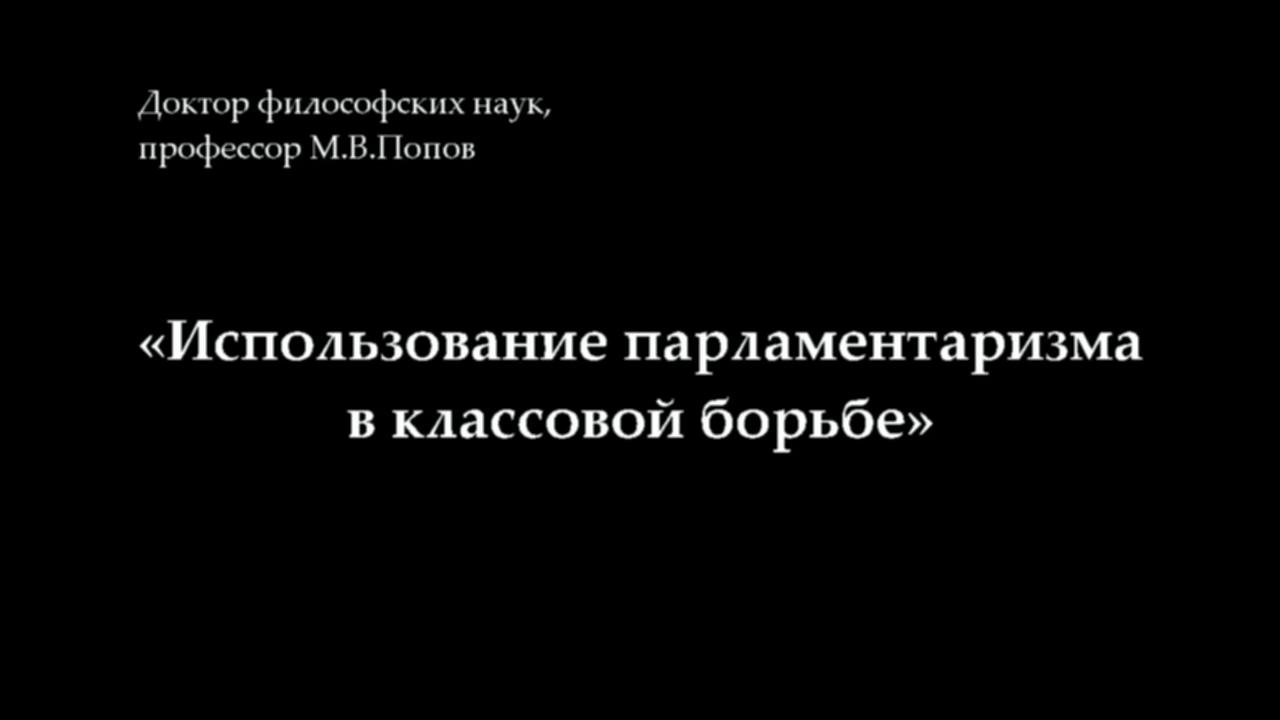 Доктор философских наук,
профессор М.В.Попов
«Использование парламентаризма
в классовой борьбе»